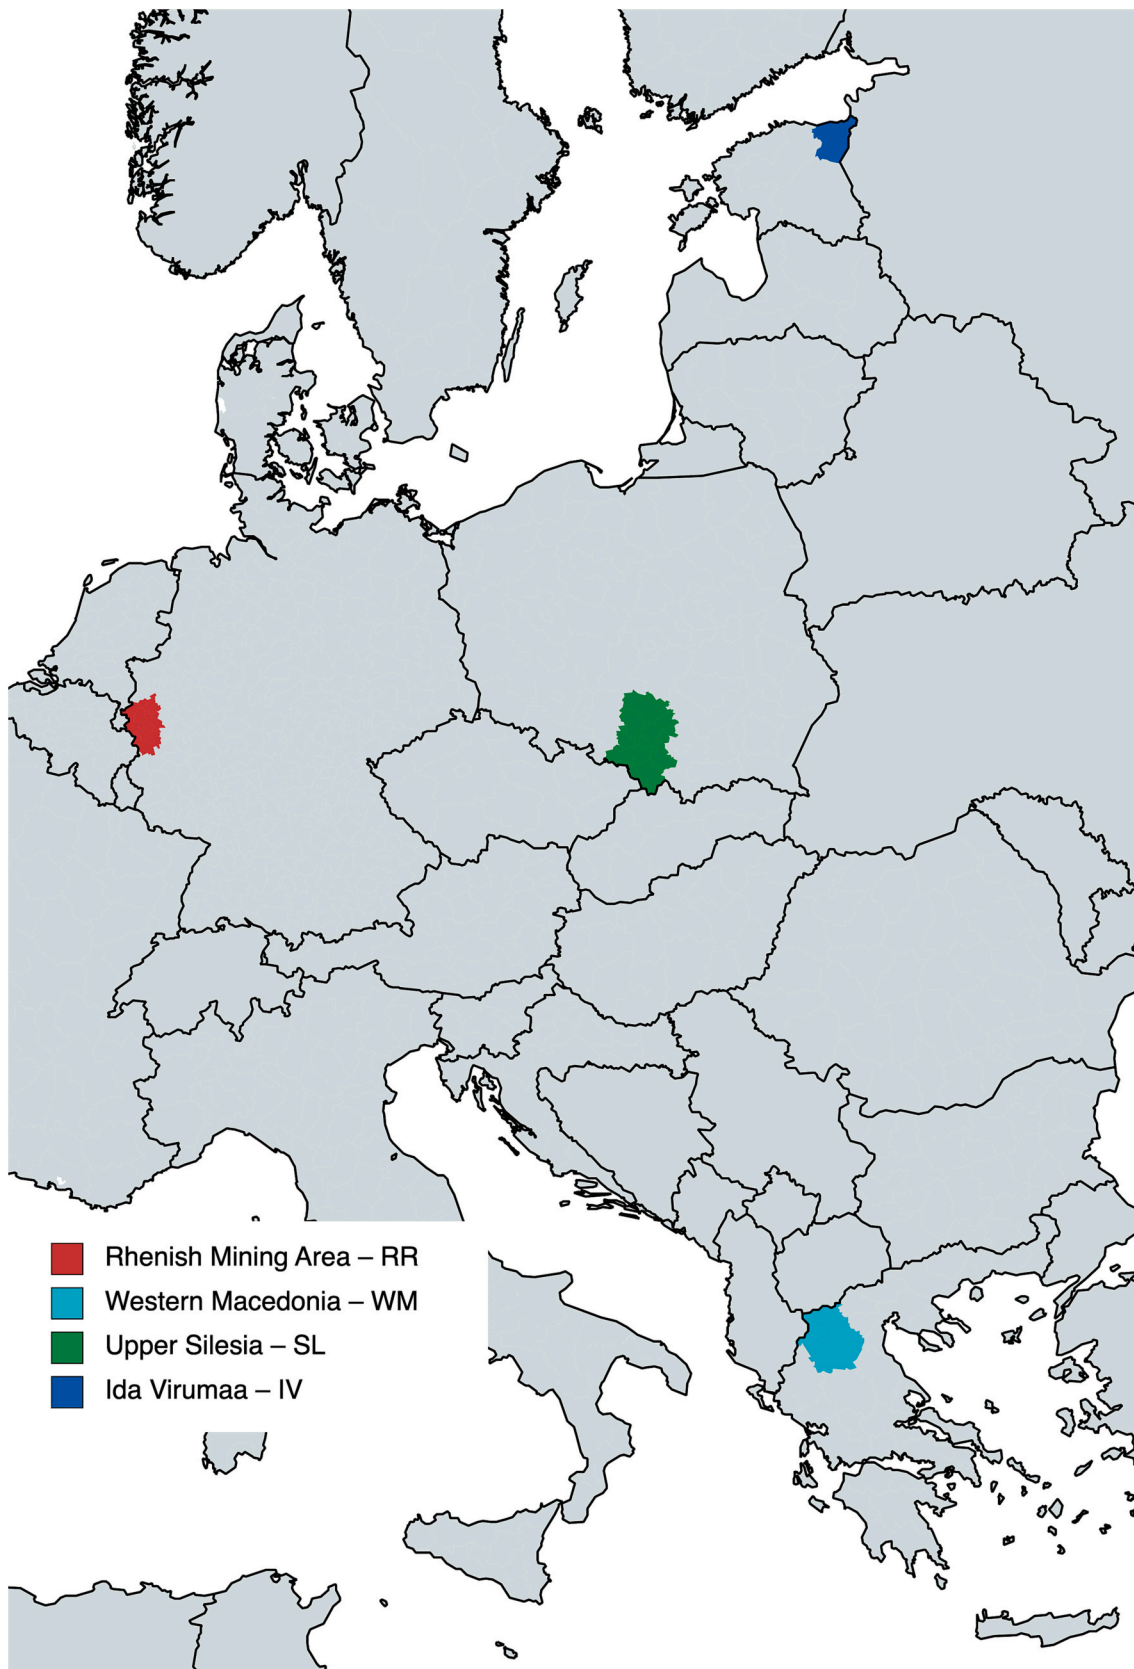 Rhenish Mining Area – RR
Western Macedonia – WM
Upper Silesia – SL
Ida Virumaa – IV